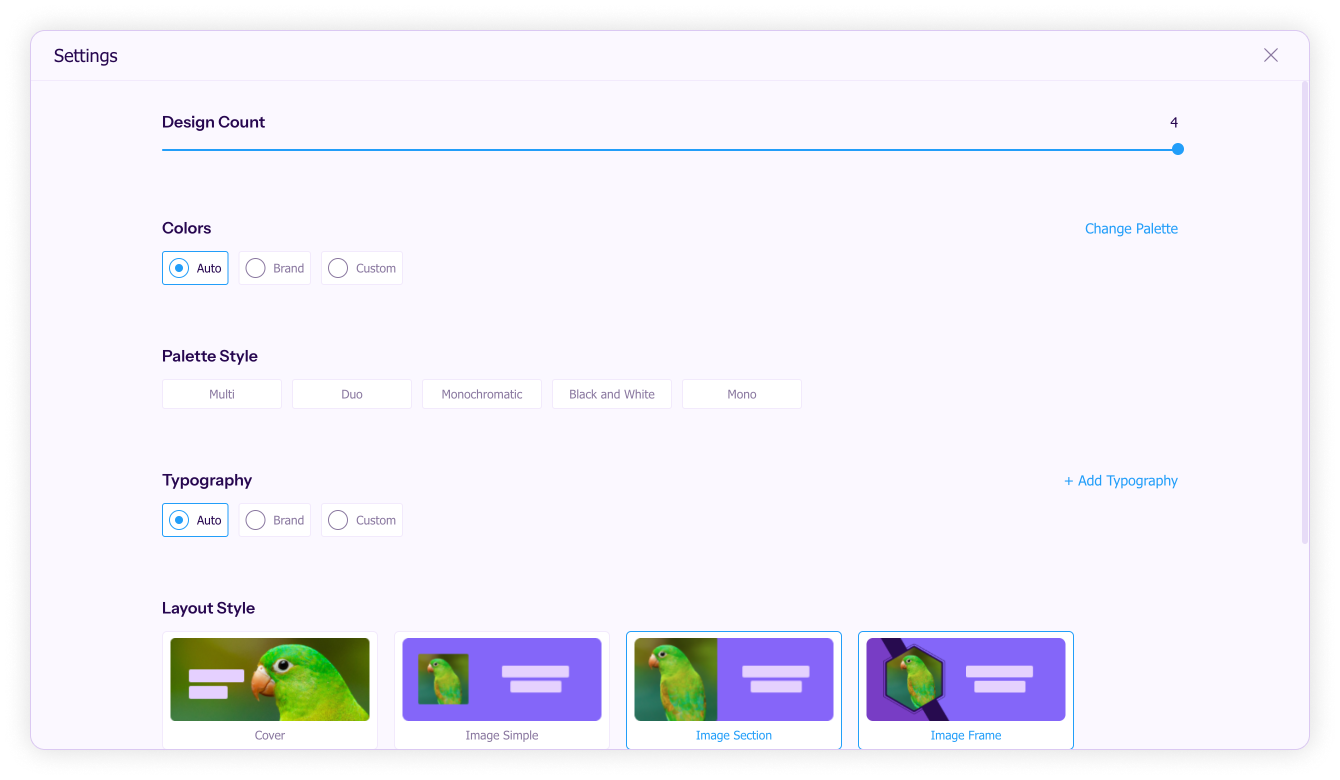 Settings
Design Count
4
Colors
Change Palette
Auto
Brand
Custom
Palette Style
Multi
Duo
Monochromatic
Black and White
Mono
Typography
+ Add Typography
Auto
Brand
Custom
Layout Style
Cover
Image Simple
Image Section
Image Frame